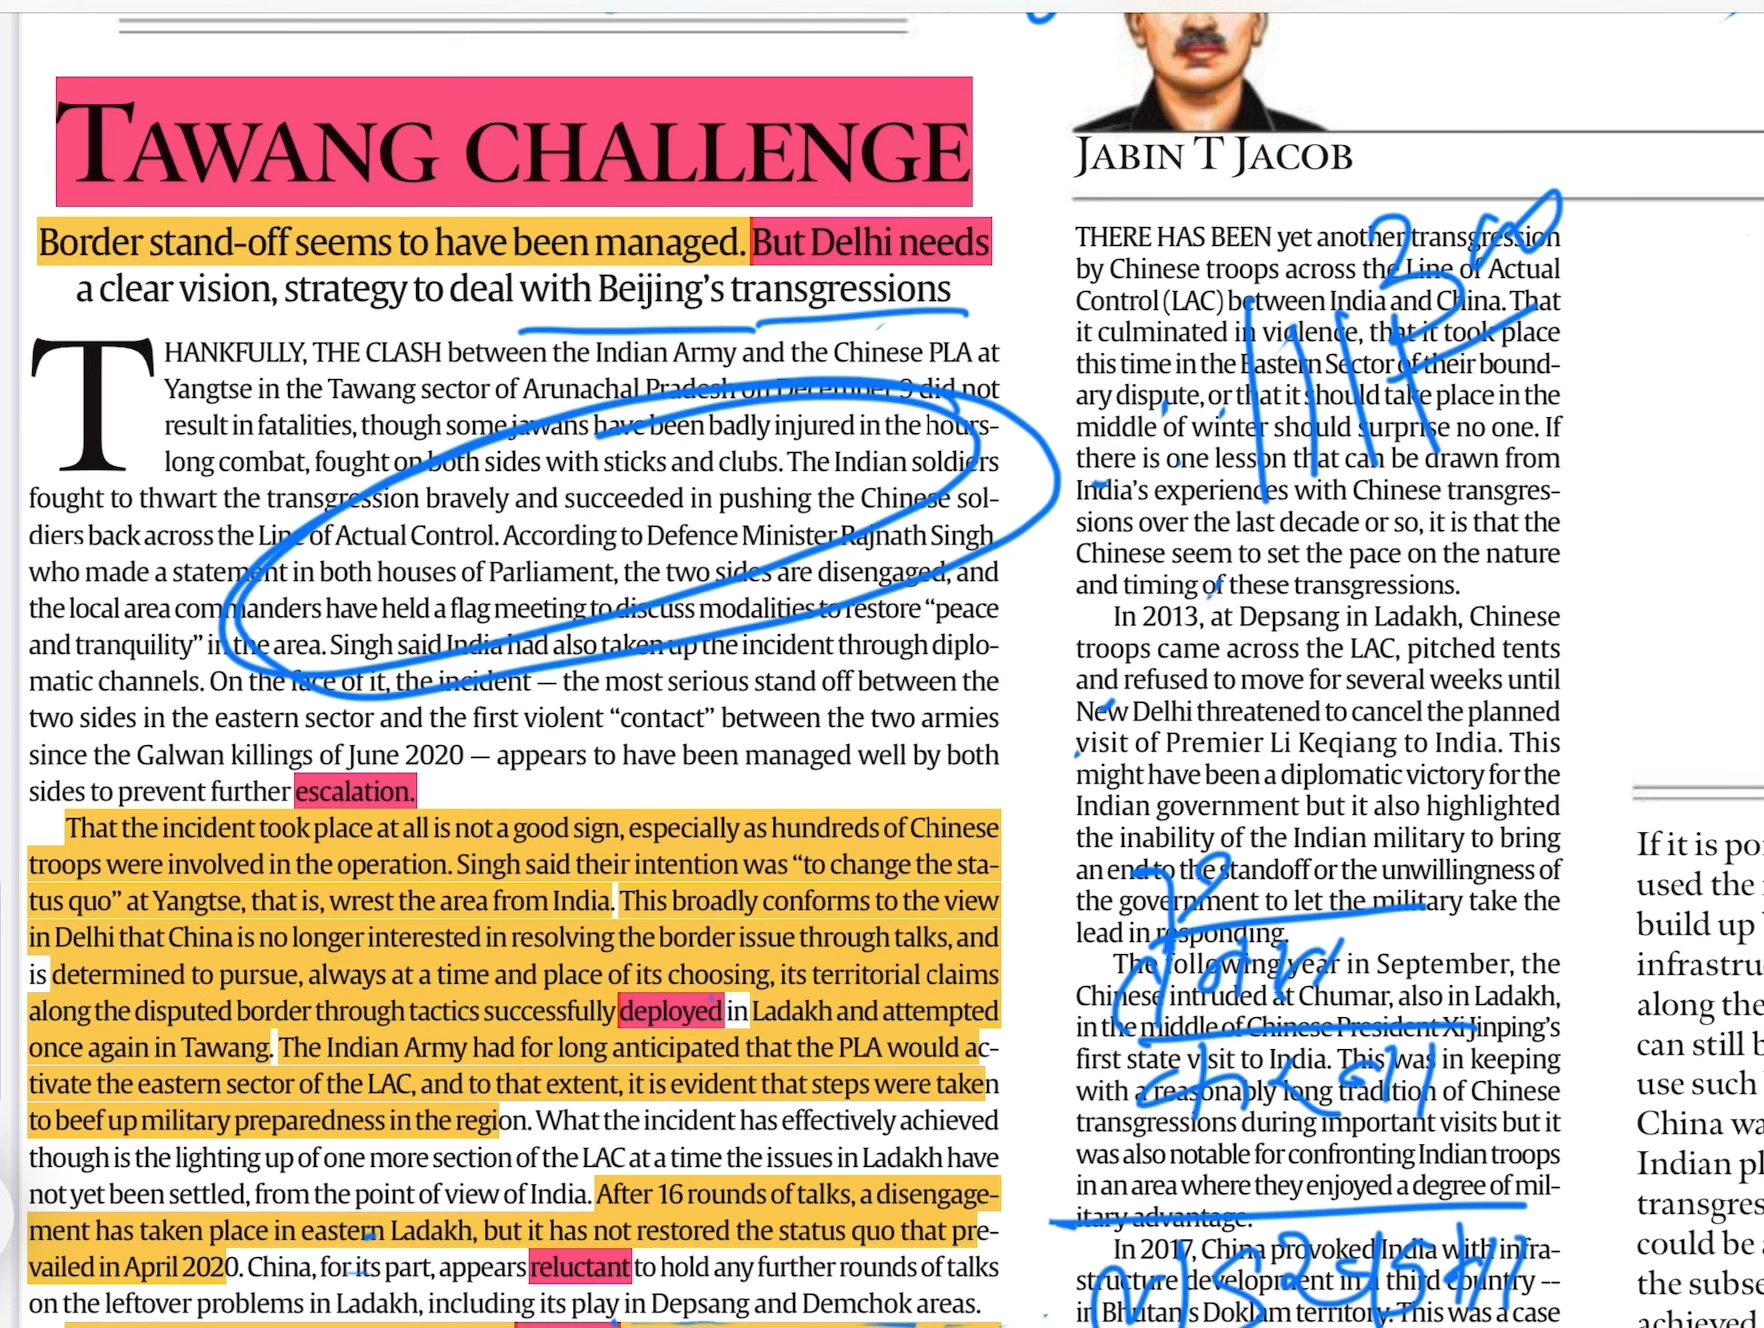 TAWANG CHALLENGE
Border stand-off seems to have been managed. But Delhi needs
a clear vision, strategy to deal with Beijing's transgressions
THANKFULLY, THE CLASH between the Indian Army and the Chinese PLA at
Yangtse in the Tawang sector of Arunachal Pradesh on December 9 did not
result in fatalities, though some jawans have been badly injured in the hours-
long combat, fought on both sides with sticks and clubs. The Indian soldiers
fought to thwart the transgression bravely and succeeded in pushing the Chinese sol-
diers back across the Line of Actual Control. According to Defence Minister Rajnath Singh,
who made a statement in both houses of Parliament, the two sides are disengaged, and
the local area commanders have held a flag meeting to discuss modalities to restore “peace
and tranquility” in the area. Singh said India had also taken up the incident through diplo-
matic channels. On the face of it, the incident — the most serious stand off between the
two sides in the eastern sector and the first violent “contact” between the two armies
since the Galwan killings of June 2020 — appears to have been managed well by both
sides to prevent further escalation.
That the incident took place at all is not a good sign, especially as hundreds of Chinese
troops were involved in the operation. Singh said their intention was “to change the sta-
tus quo” at Yangtse, that is, wrest the area from India. This broadly conforms to the view
in Delhi that China is no longer interested in resolving the border issue through talks, and
is determined to pursue, always at a time and place of its choosing, its territorial claims
along the disputed border through tactics successfully deployed in Ladakh and attempted
once again in Tawang. The Indian Army had for long anticipated that the PLA would ac-
tivate the eastern sector of the LAC, and to that extent, it is evident that steps were taken
to beef up military preparedness in the region. What the incident has effectively achieved
though is the lighting up of one more section of the LAC at a time the issues in Ladakh have
not yet been settled, from the point of view of India. After 16 rounds of talks, a disengage-
ment has taken place in eastern Ladakh, but it has not restored the status quo that pre-
vailed in April 2020. China, for its part, appears reluctant to hold any further rounds of talks
on the leftover problems in Ladakh, including its play in Depsang and Demchok areas.
JABIN T JACOB
THERE HAS BEEN yet another transgression
by Chinese troops across the Line of Actual
Control (LAC) between India and China. That
it culminated in violence, that it took place
this time in the Eastern Sector of their bound-
ary dispute, or that it should take place in the
middle of winter should surprise no one. If
there is one lesson that can be drawn from
India's experiences with Chinese transgres-
sions over the last decade or so, it is that the
Chinese seem to set the pace on the nature
and timing of these transgressions.
In 2013, at Depsang in Ladakh, Chinese
troops came across the LAC, pitched tents
and refused to move for several weeks until
New Delhi threatened to cancel the planned
visit of Premier Li Keqiang to India. This
might have been a diplomatic victory for the
Indian government but it also highlighted
the inability of the Indian military to bring
an end to the standoff or the unwillingness of
the government to let the military take the
lead in responding.
The following year in September, the
Chinese intruded at Chumar, also in Ladakh,
in the middle of Chinese President Xi Jinping's
first state visit to India. This was in keeping
with a reasonably long tradition of Chinese
transgressions during important visits but it
was also notable for confronting Indian troops
in an area where they enjoyed a degree of mil-
itary advantage.
In 2017, China provoked India with infra-
structure development in a third country --
in Bhutan's Doklam territory. This was a case
If it is
used the
build up
along the
can still
use such
China
Indian
could be
the
achieved